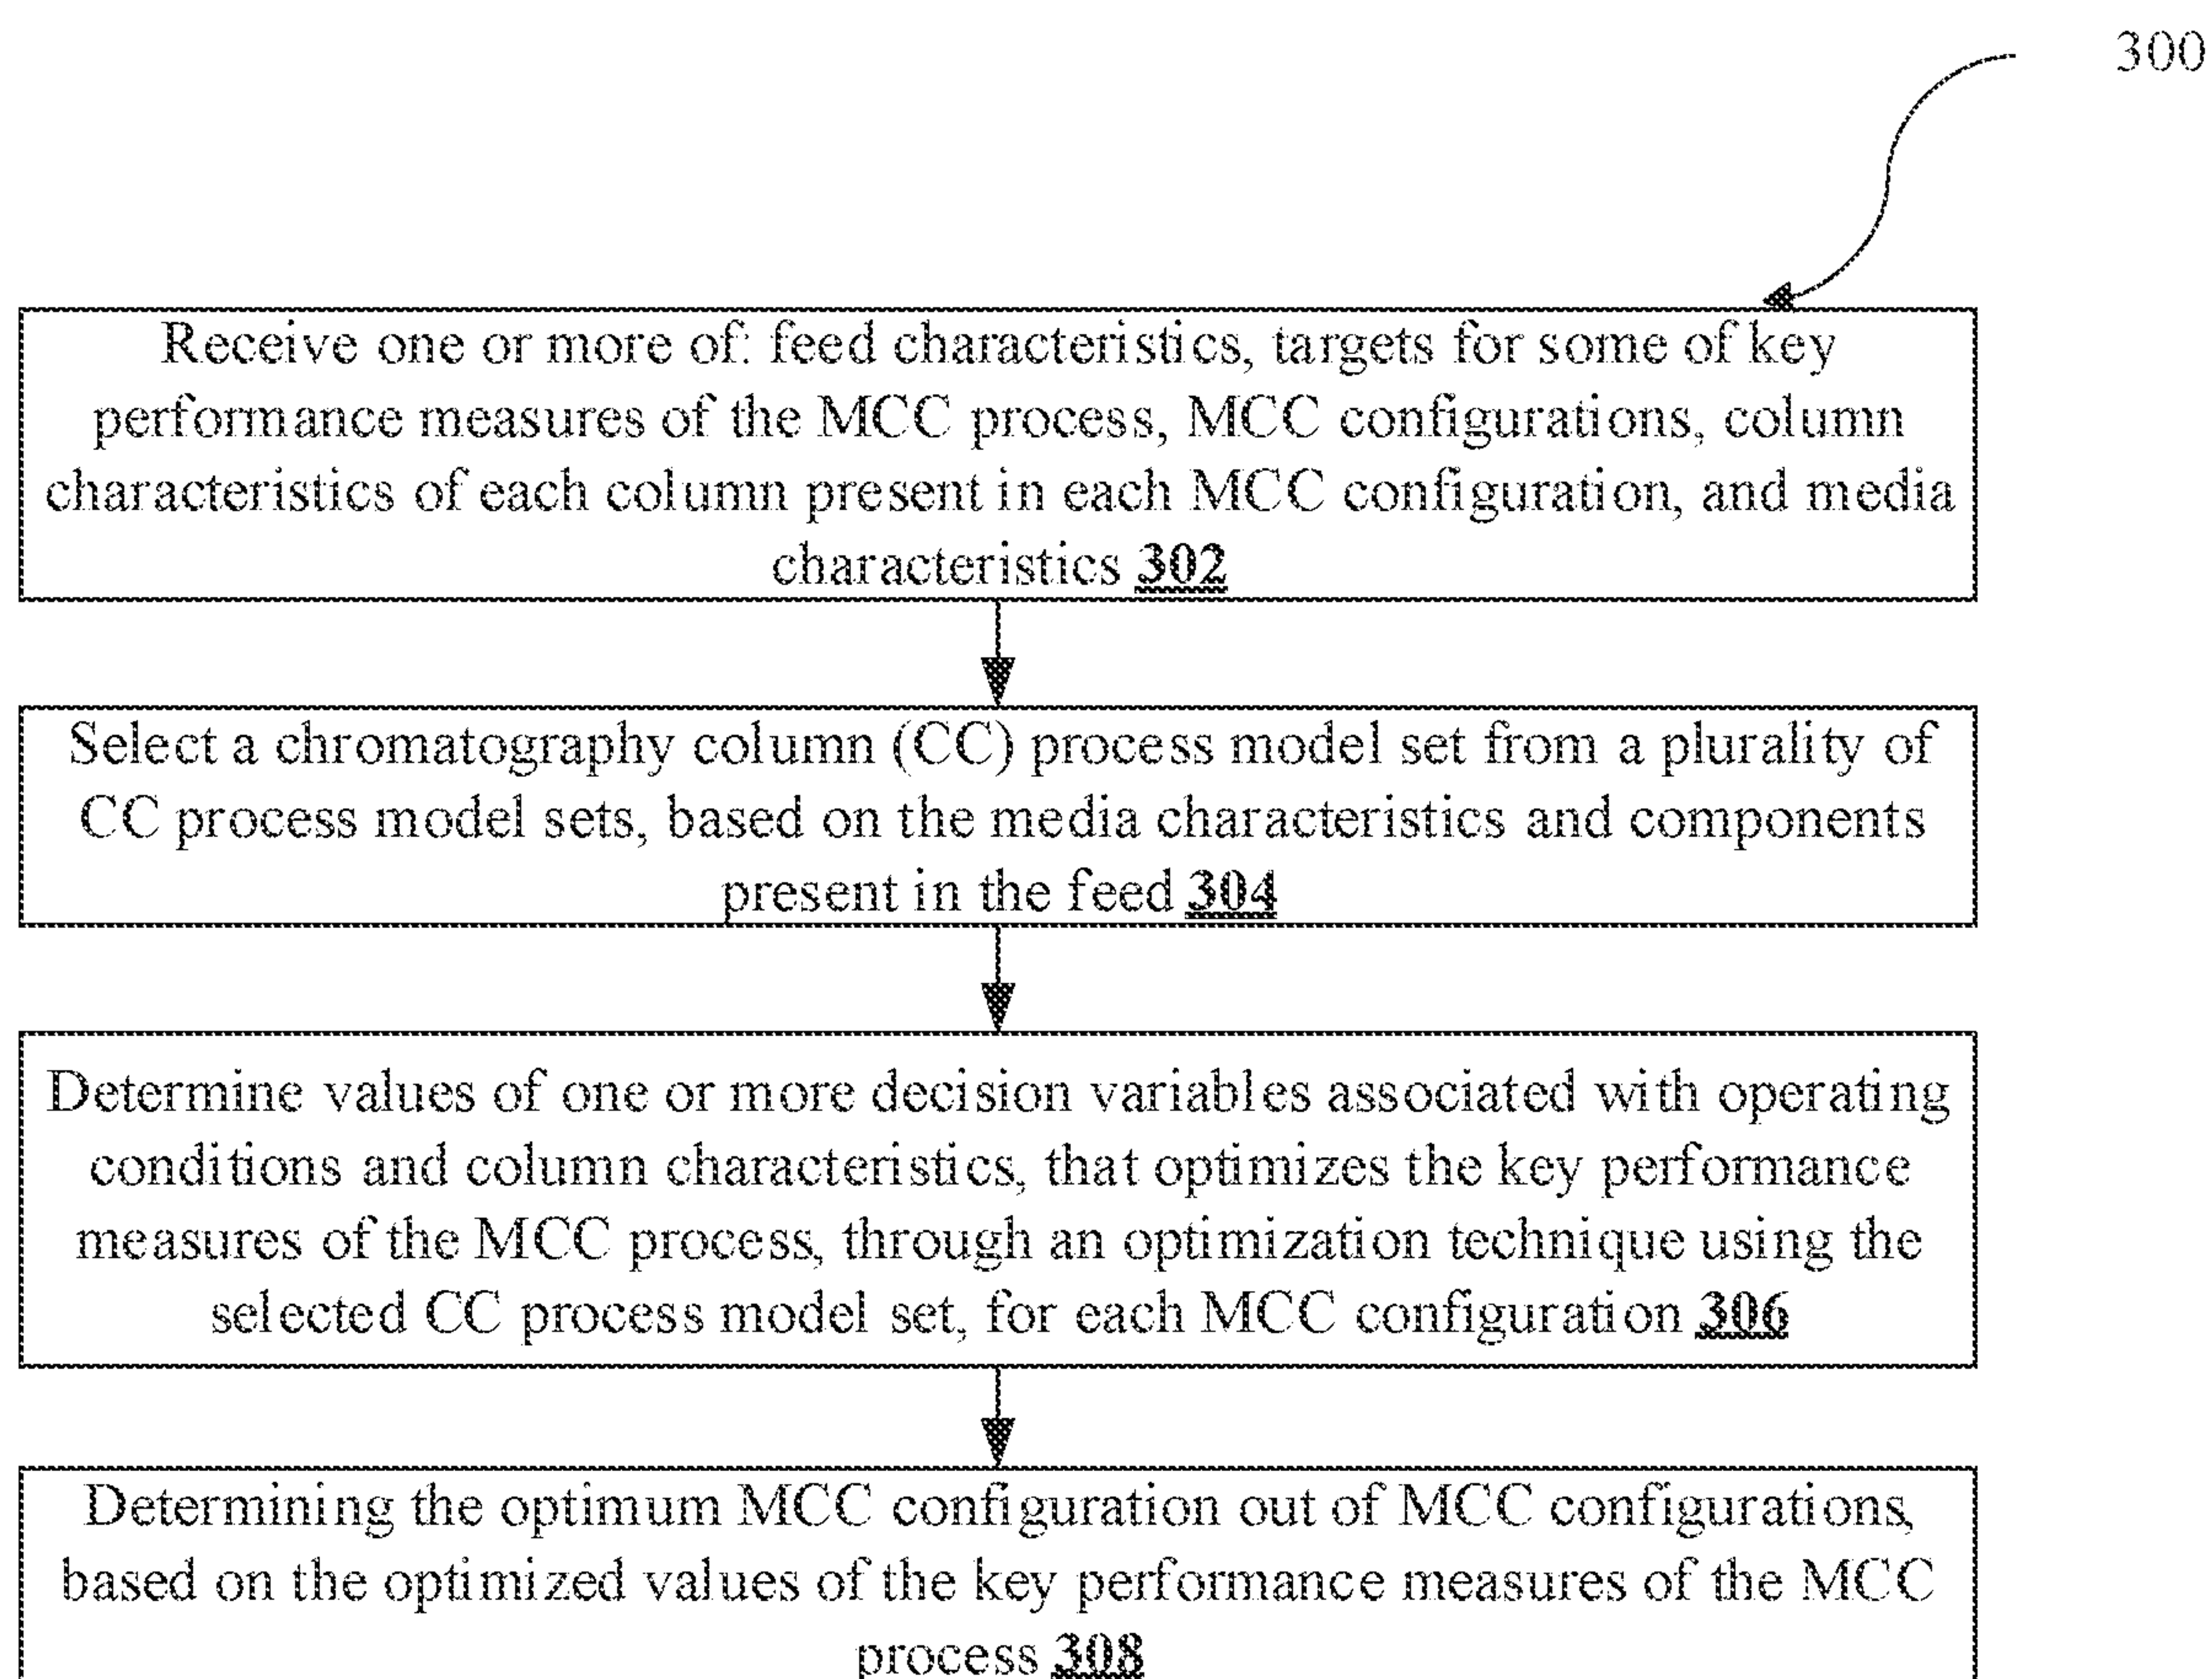 300
Receive one or more of: feed characteristics, targets for some of key
performance measures of the MCC process, MCC configurations, column
characteristics of each column present in each MCC configuration, and media
characteristics 302
Select a chromatography column (CC) process model set from a plurality of
CC process model sets, based on the media characteristics and components
present in the feed 304
Determine values of one or more decision variables associated with operating
conditions and column characteristics, that optimizes the key performance
measures of the MCC process, through an optimization technique using the
selected CC process model set, for each MCC configuration 306
Determining the optimum MCC configuration out of MCC configurations,
based on the optimized values of the key performance measures of the MCC
process 308